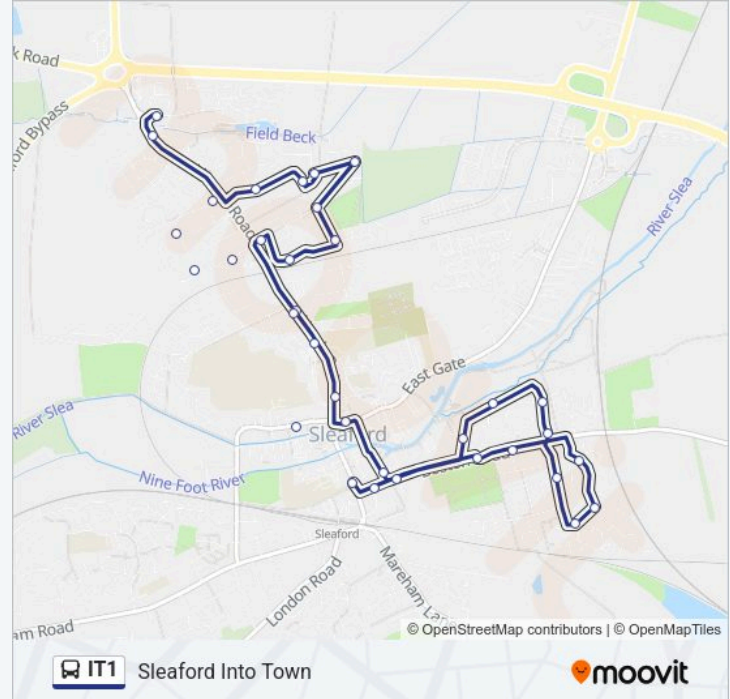 k Road
ford Bypass
Field Beck
River Slea
Road
East Gate
River Slea
Sleaford
Nine Foot River
Sleaford
Mareham Lane
London Road
am Road
© OpenStreetMap contributors | © OpenMapTiles
IT1 Sleaford Into Town
moovit